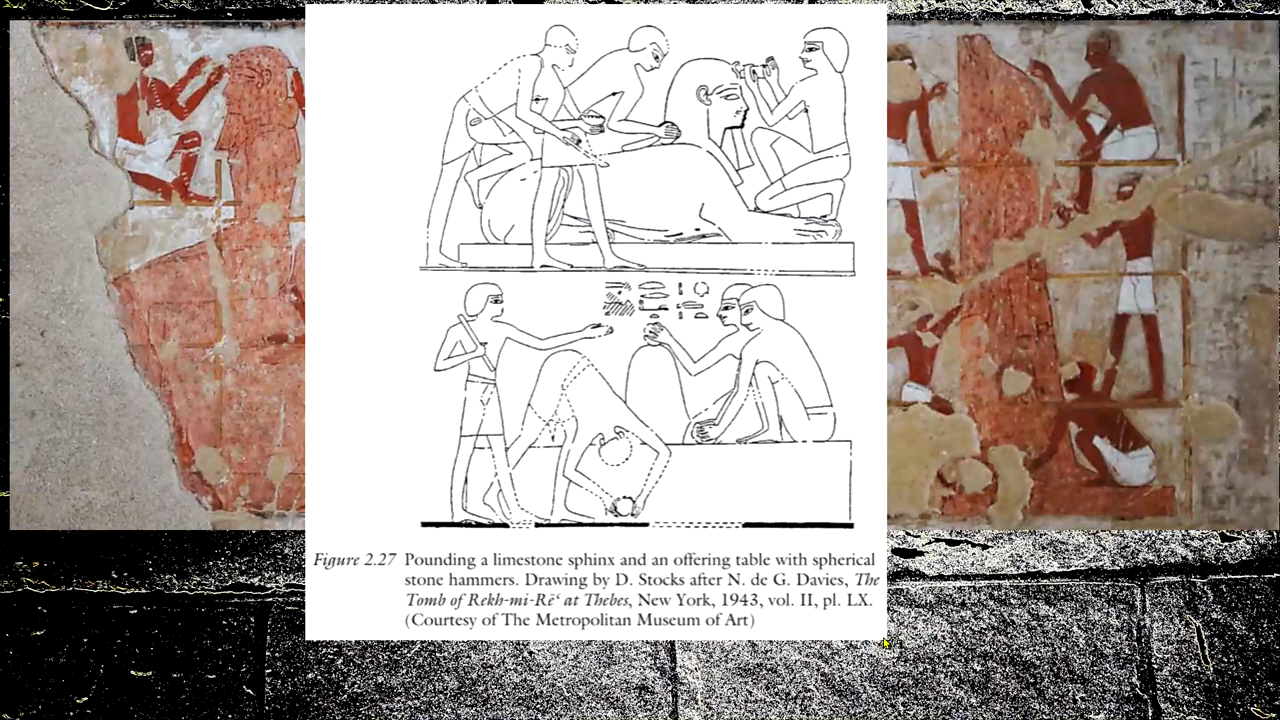 Figure 2.27 Pounding a limestone sphinx and an offering table with spherical
stone hammers. Drawing by D. Stocks after N. de G. Davies, The
Tomb of Rekh-mi-Rēʿ at Thebes, New York, 1943, vol. II, pl. LX.
(Courtesy of The Metropolitan Museum of Art)